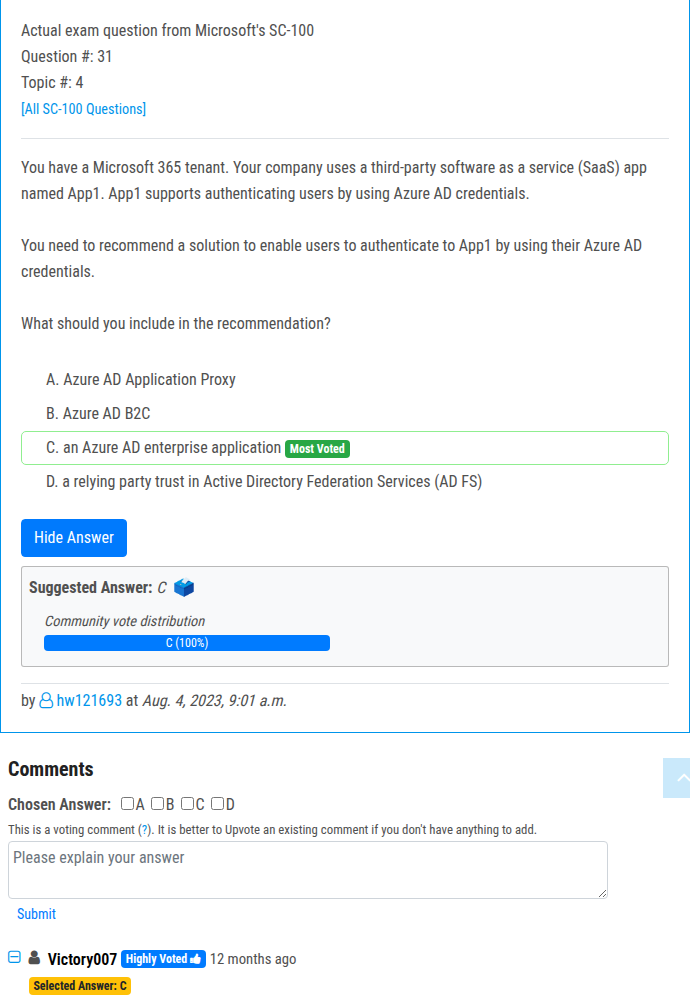 Actual exam question from Microsoft's SC-100
Question #: 31
Topic #: 4
[All SC-100 Questions]
You have a Microsoft 365 tenant. Your company uses a third-party software as a service (SaaS) app
named App1. App1 supports authenticating users by using Azure AD credentials.
You need to recommend a solution to enable users to authenticate to App1 by using their Azure AD
credentials.
What should you include in the recommendation?
A. Azure AD Application Proxy
B. Azure AD B2C
C. an Azure AD enterprise application Most Voted
D. a relying party trust in Active Directory Federation Services (AD FS)
Hide Answer
Suggested Answer: C
Community vote distribution
C (100%)
by hw121693 at Aug. 4, 2023, 9:01 a.m.
Comments
Chosen Answer: A B C D
This is a voting comment (?). It is better to Upvote an existing comment if you don't have anything to add.
Please explain your answer
Submit
Victory007 Highly Voted 12 months ago
Selected Answer: C